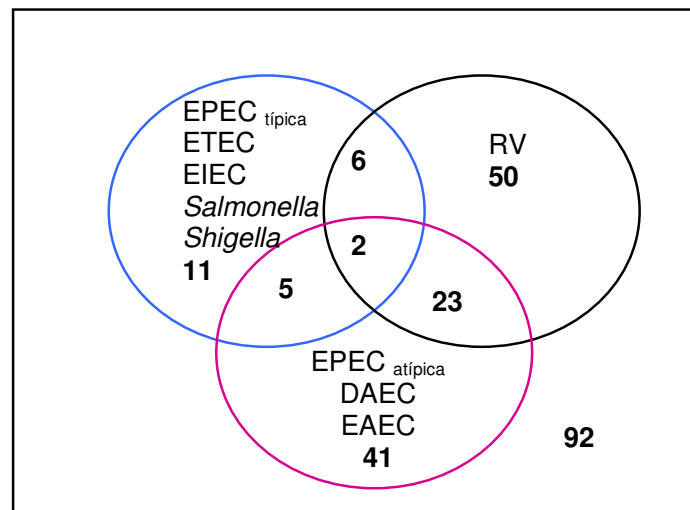 EPEC típica
ETEC
EIEC
Salmonella
Shigella
11
6
RV
50
2
5
23
EPEC atípica
DAEC
EAEC
41
92